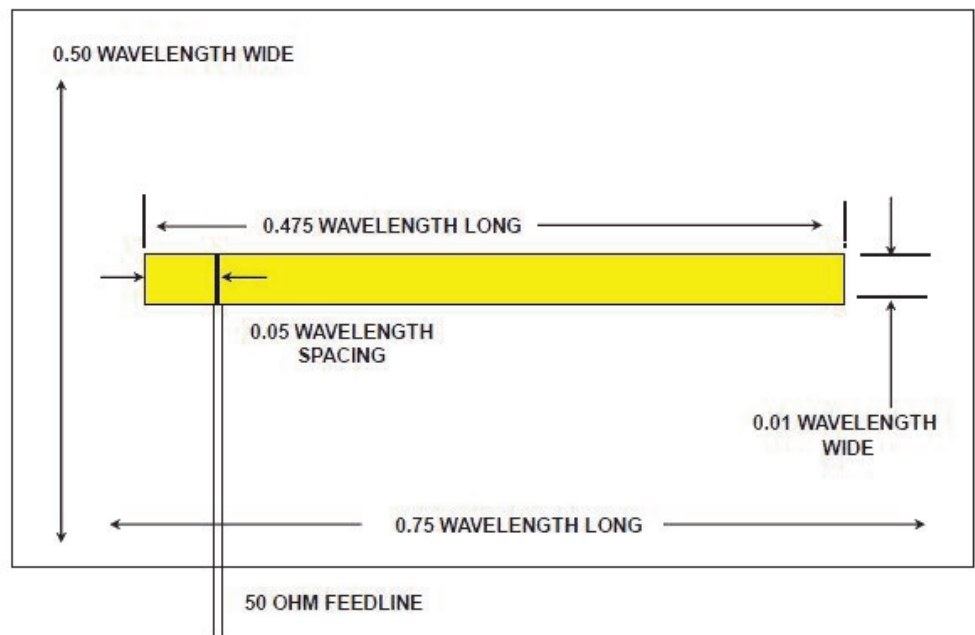 0.50 WAVELENGTH WIDE
0.475 WAVELENGTH LONG
0.05 WAVELENGTH
SPACING
0.01 WAVELENGTH
WIDE
0.75 WAVELENGTH LONG
50 OHM FEEDLINE